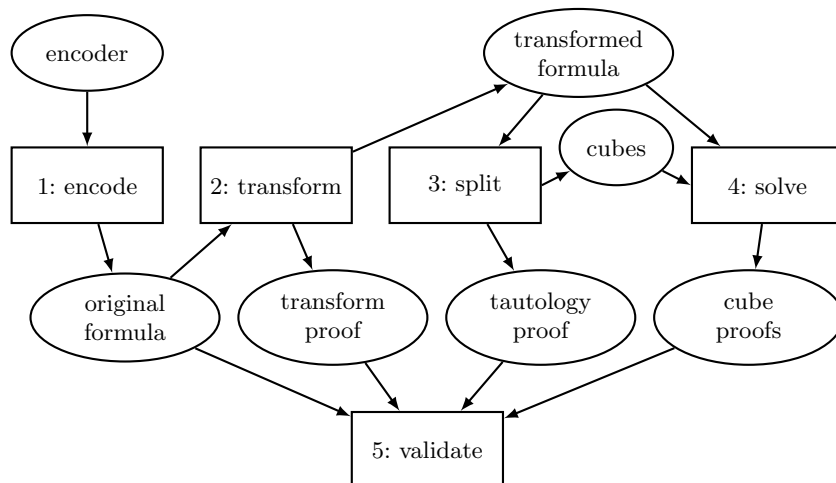 encoder
transformed
formula
1: encode
2: transform
3: split
cubes
4: solve
original
formula
transform
proof
tautology
proof
cube
proofs
5: validate